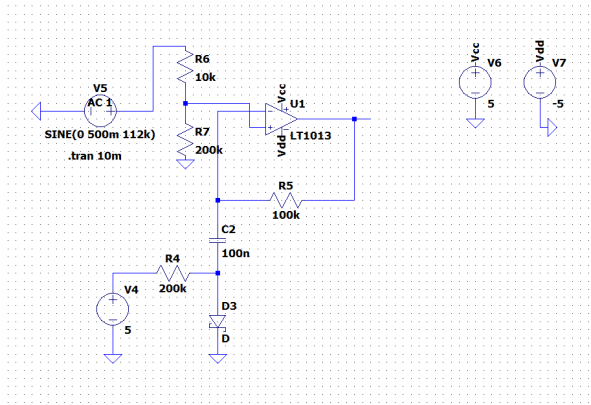 R6
10k
V5
AC 1
SINE(0 500m 112k)
.tran 10m
R7
200k
Vcc
U1
LT1013
Vdd
R5
100k
C2
100n
R4
200k
V4
5
D3
D
Vcc
V6
5
Vdd
V7
-5